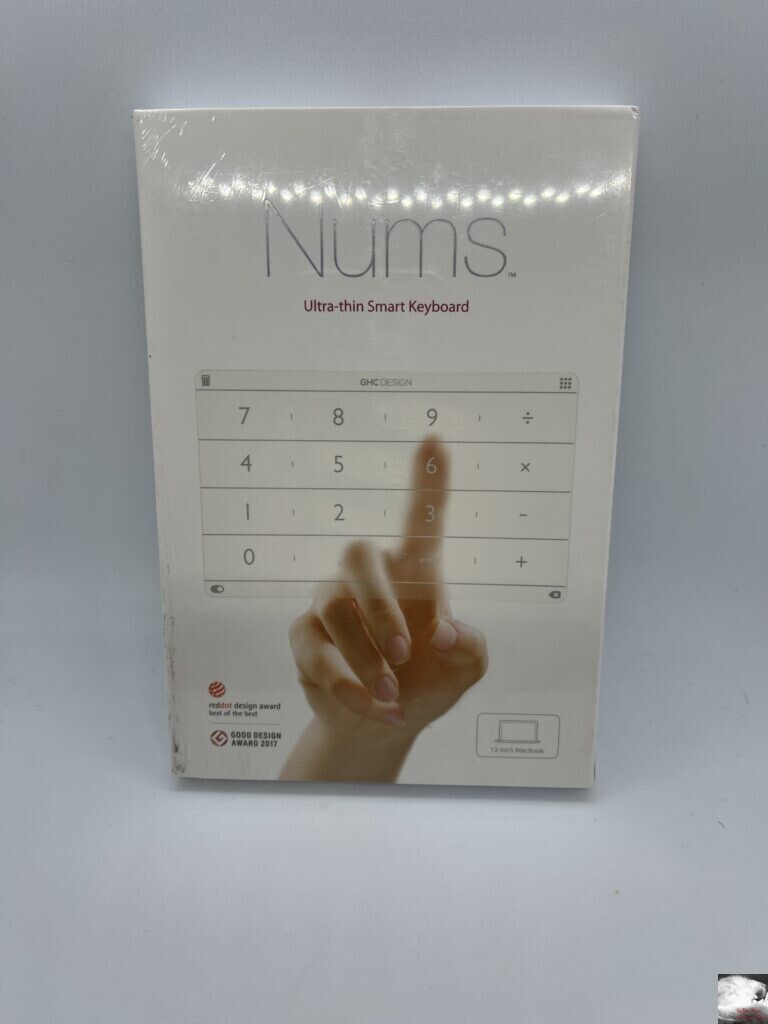 Nums™
Ultra-thin Smart Keyboard
GHC DESIGN
7 8 9 ÷
4 5 6 ×
1 2 3 -
0 . enter +
reddot design award
best of the best
GOOD DESIGN
AWARD 2017
12-inch MacBook